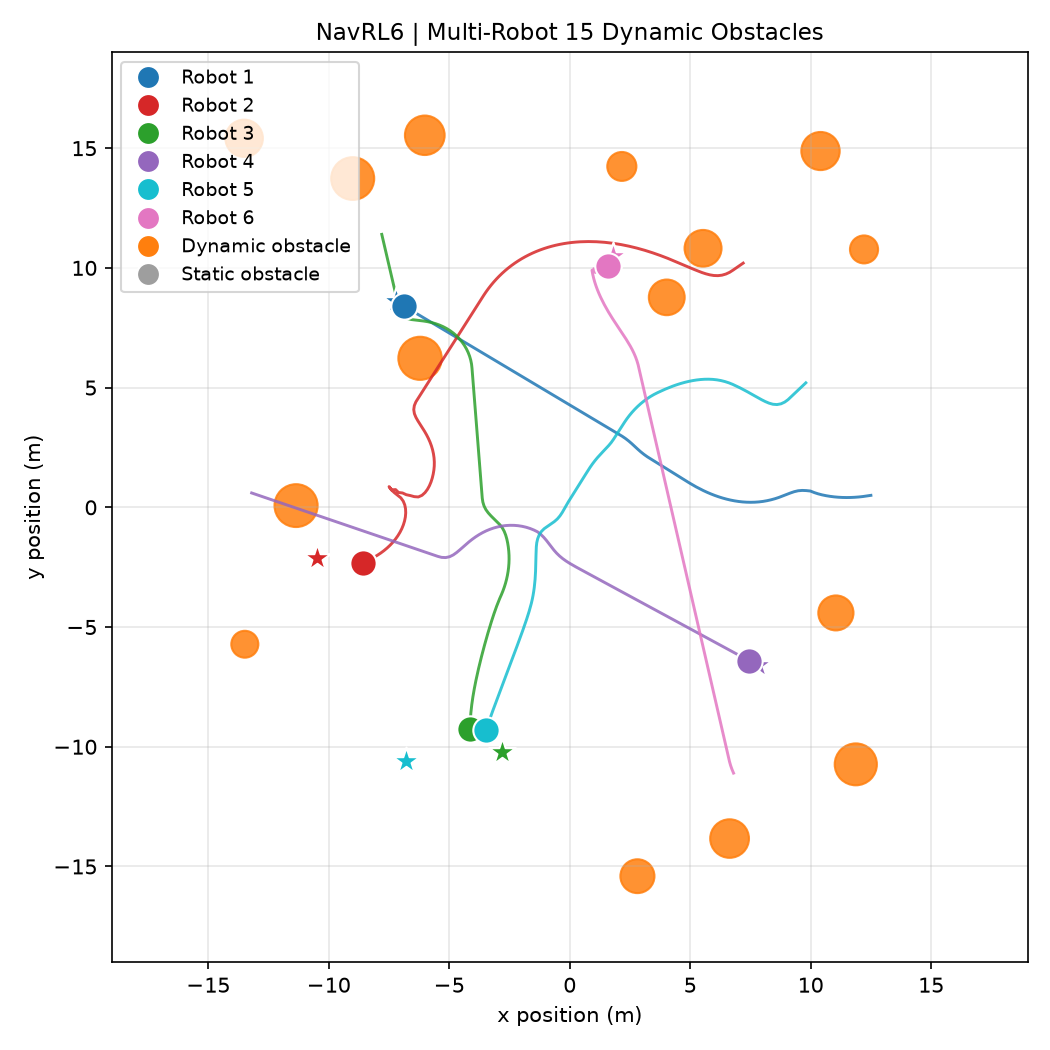 NavRL6 | Multi-Robot 15 Dynamic Obstacles
Robot 1
Robot 2
Robot 3
Robot 4
Robot 5
Robot 6
Dynamic obstacle
Static obstacle
15
10
5
0
−5
−10
−15
y position (m)
−15
−10
−5
0
5
10
15
x position (m)